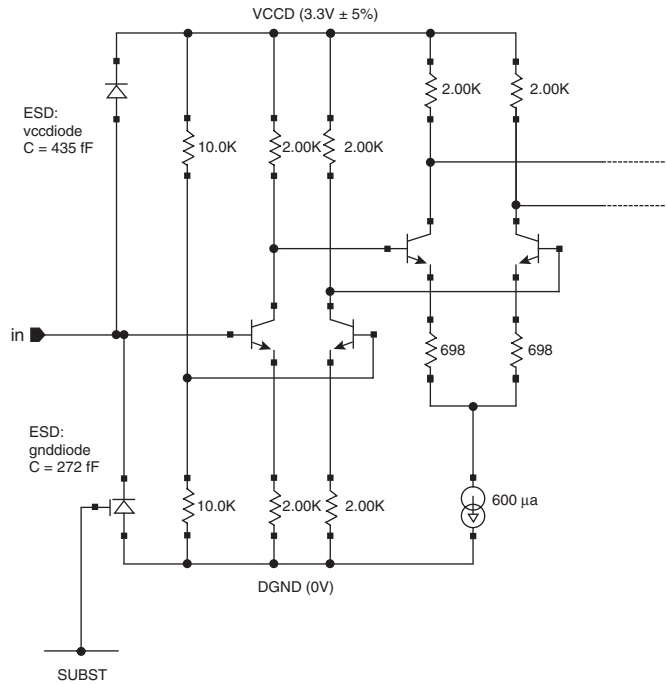 VCCD (3.3V ± 5%)
2.00K 2.00K
ESD:
vccdiode
C = 435 fF
10.0K 2.00K 2.00K
in
698 698
ESD:
gnddiode
C = 272 fF
10.0K 2.00K 2.00K
600 μa
DGND (0V)
SUBST